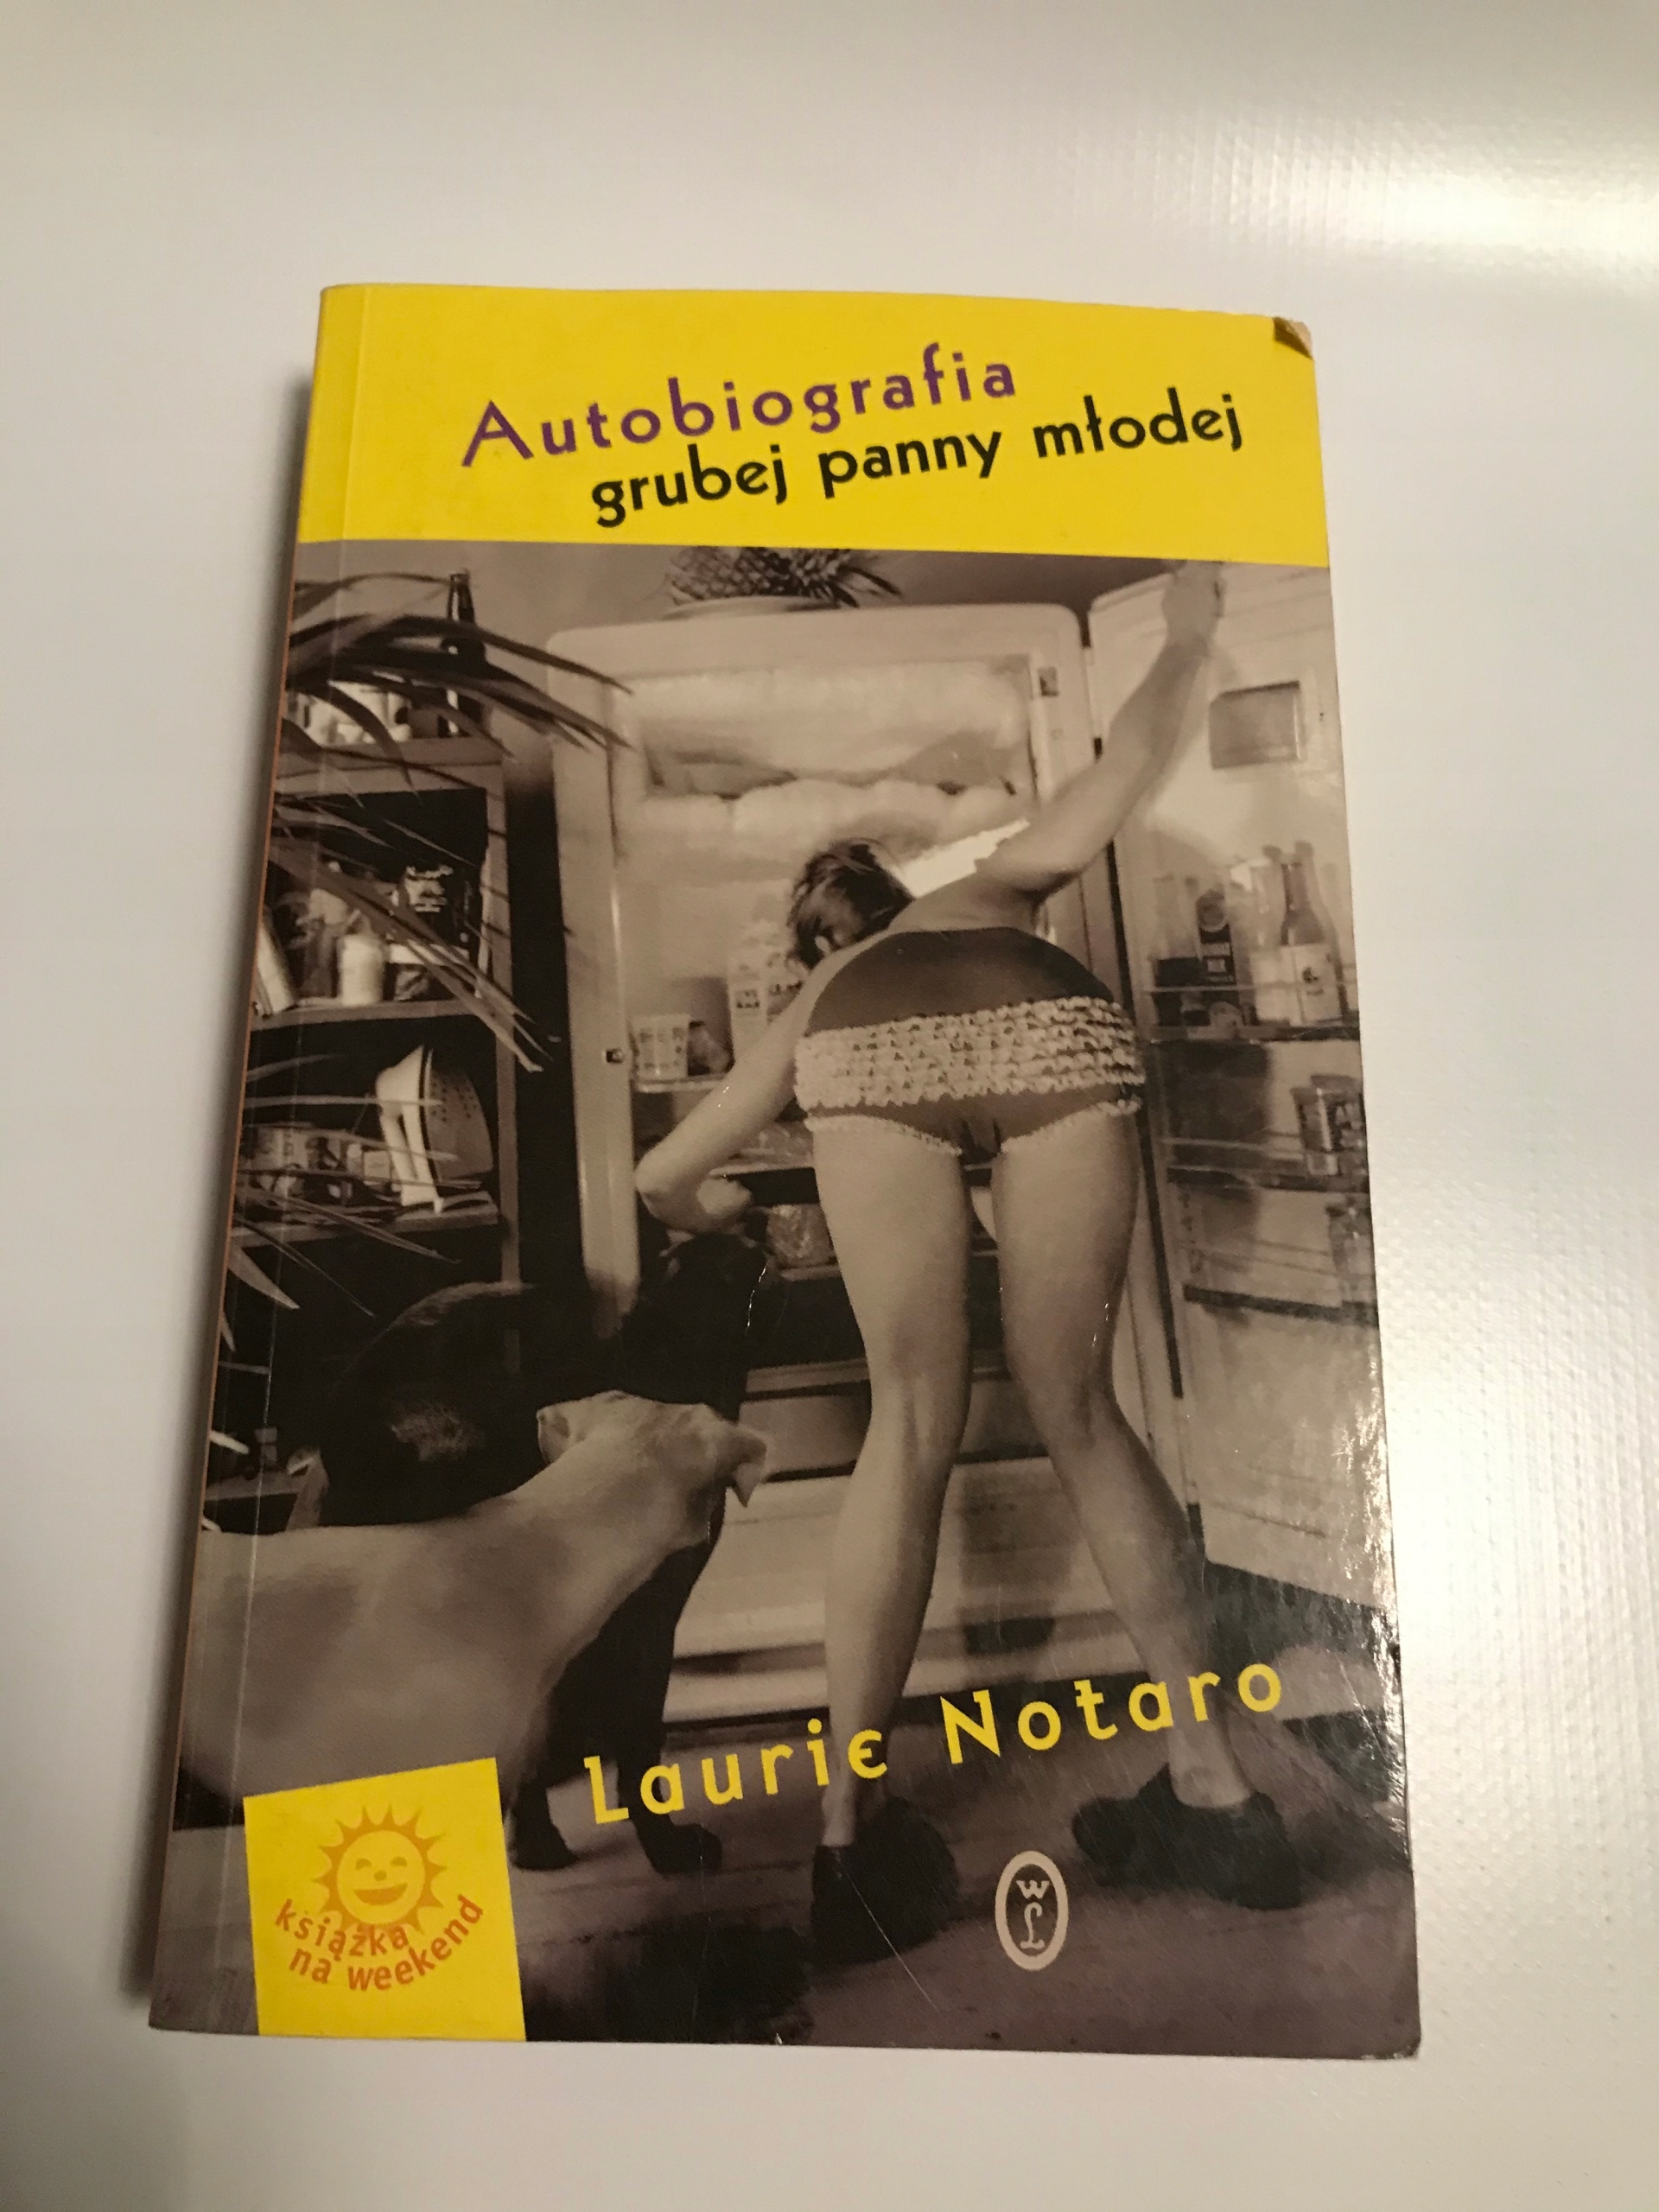 Autobiografia
grubej panny młodej
Laurie Notaro
książka
na weekend
W
Ł